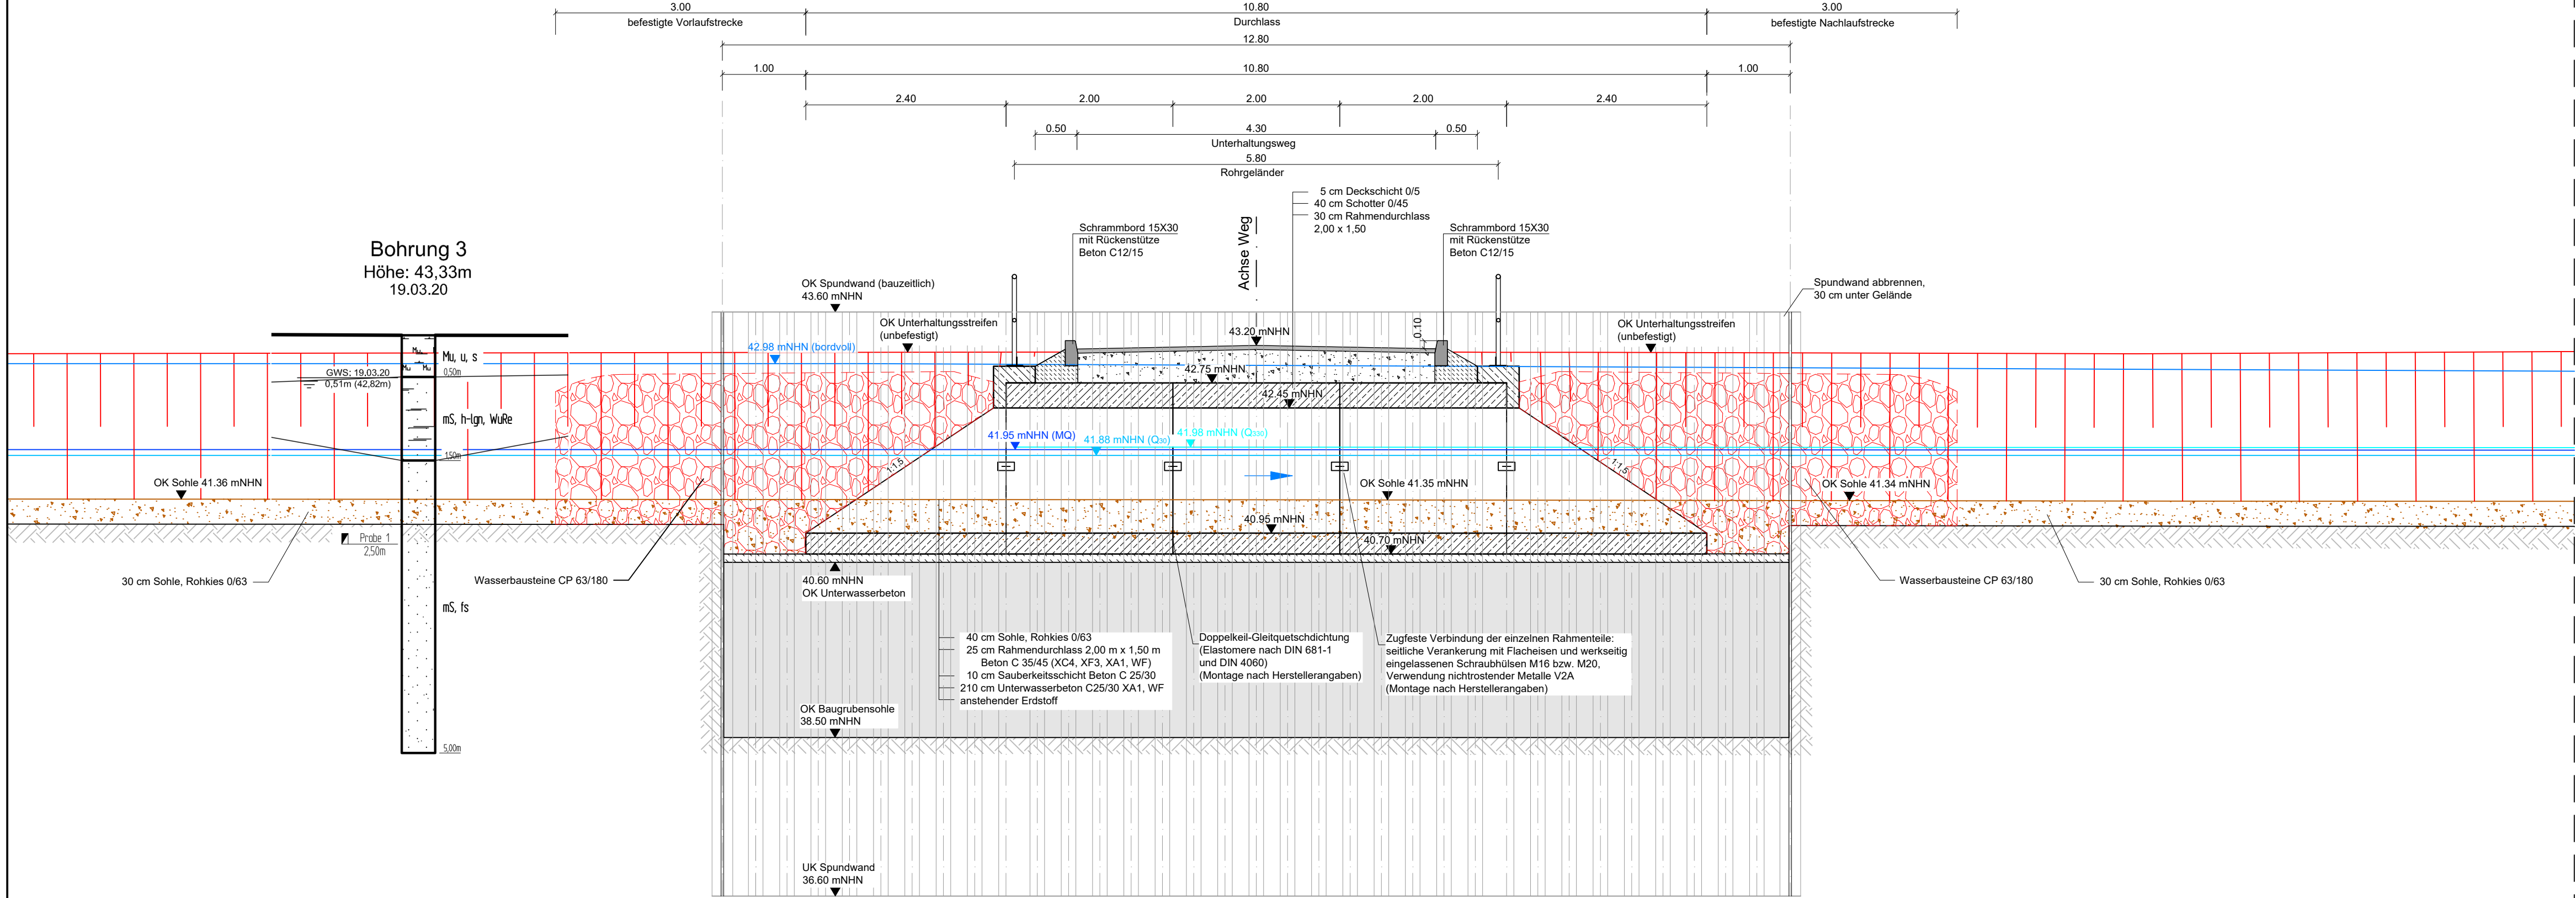 3.00
10.80
3.00
befestigte Vorlaufstrecke
Durchlass
befestigte Nachlaufstrecke
12.80
1.00
10.80
1.00
2.40
2.00
2.00
2.00
2.40
0.50
4.30
0.50
Unterhaltungsweg
5.80
Rohrgeländer
5 cm Deckschicht 0/5
40 cm Schotter 0/45
30 cm Rahmendurchlass
2,00 x 1,50
Achse Weg
Schrammbord 15X30
mit Rückenstütze
Beton C12/15
Schrammbord 15X30
mit Rückenstütze
Beton C12/15
Bohrung 3
Höhe: 43,33m
19.03.20
OK Spundwand (bauzeitlich)
43.60 mNHN
Spundwand abbrennen,
30 cm unter Gelände
OK Unterhaltungsstreifen
(unbefestigt)
43.20 mNHN
0.10
OK Unterhaltungsstreifen
(unbefestigt)
42.98 mNHN (bordvoll)
Mu
Mu Mu
Mu, u, s
0,50m
GWS; 19.03.20
0,51m (42,82m)
42.75 mNHN
42.45 mNHN
mS, h-lgn, WuRe
1,50m
41.95 mNHN (MQ)
41.88 mNHN (Q30)
41.98 mNHN (Q330)
1:1,5
1:1,5
OK Sohle 41.36 mNHN
OK Sohle 41.35 mNHN
OK Sohle 41.34 mNHN
40.95 mNHN
40.70 mNHN
Probe 1
2,50m
30 cm Sohle, Rohkies 0/63
Wasserbausteine CP 63/180
40.60 mNHN
OK Unterwasserbeton
Wasserbausteine CP 63/180
30 cm Sohle, Rohkies 0/63
mS, fs
40 cm Sohle, Rohkies 0/63
25 cm Rahmendurchlass 2,00 m x 1,50 m
Beton C 35/45 (XC4, XF3, XA1, WF)
10 cm Sauberkeitsschicht Beton C 25/30
210 cm Unterwasserbeton C25/30 XA1, WF
anstehender Erdstoff
Doppelkeil-Gleitquetschdichtung
(Elastomere nach DIN 681-1
und DIN 4060)
(Montage nach Herstellerangaben)
Zugfeste Verbindung der einzelnen Rahmenteile:
seitliche Verankerung mit Flacheisen und werkseitig
eingelassenen Schraubhülsen M16 bzw. M20,
Verwendung nichtrostender Metalle V2A
(Montage nach Herstellerangaben)
OK Baugrubensohle
38.50 mNHN
5,00m
UK Spundwand
36.60 mNHN